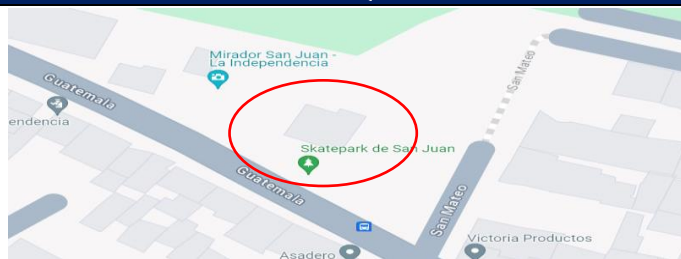 Mirador San Juan -
La Independencia
Guatemala
endencia
San Mateo
Skatepark de San Juan
Guatemala
San Mateo
Victoria Productos
Asadero